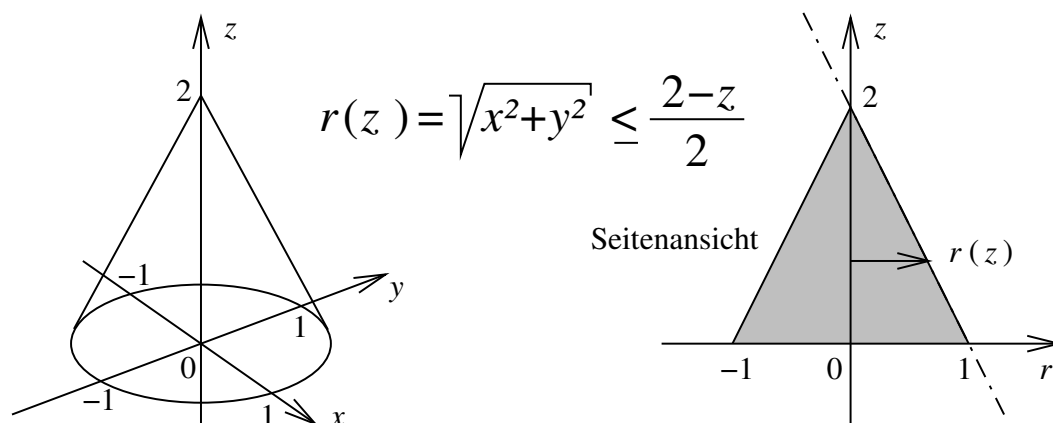 z
2
−1
y
1
0
−1
1
x
r(z) = √x²+y² ≤ 2−z / 2
Seitenansicht
z
2
r(z)
−1
0
1
r